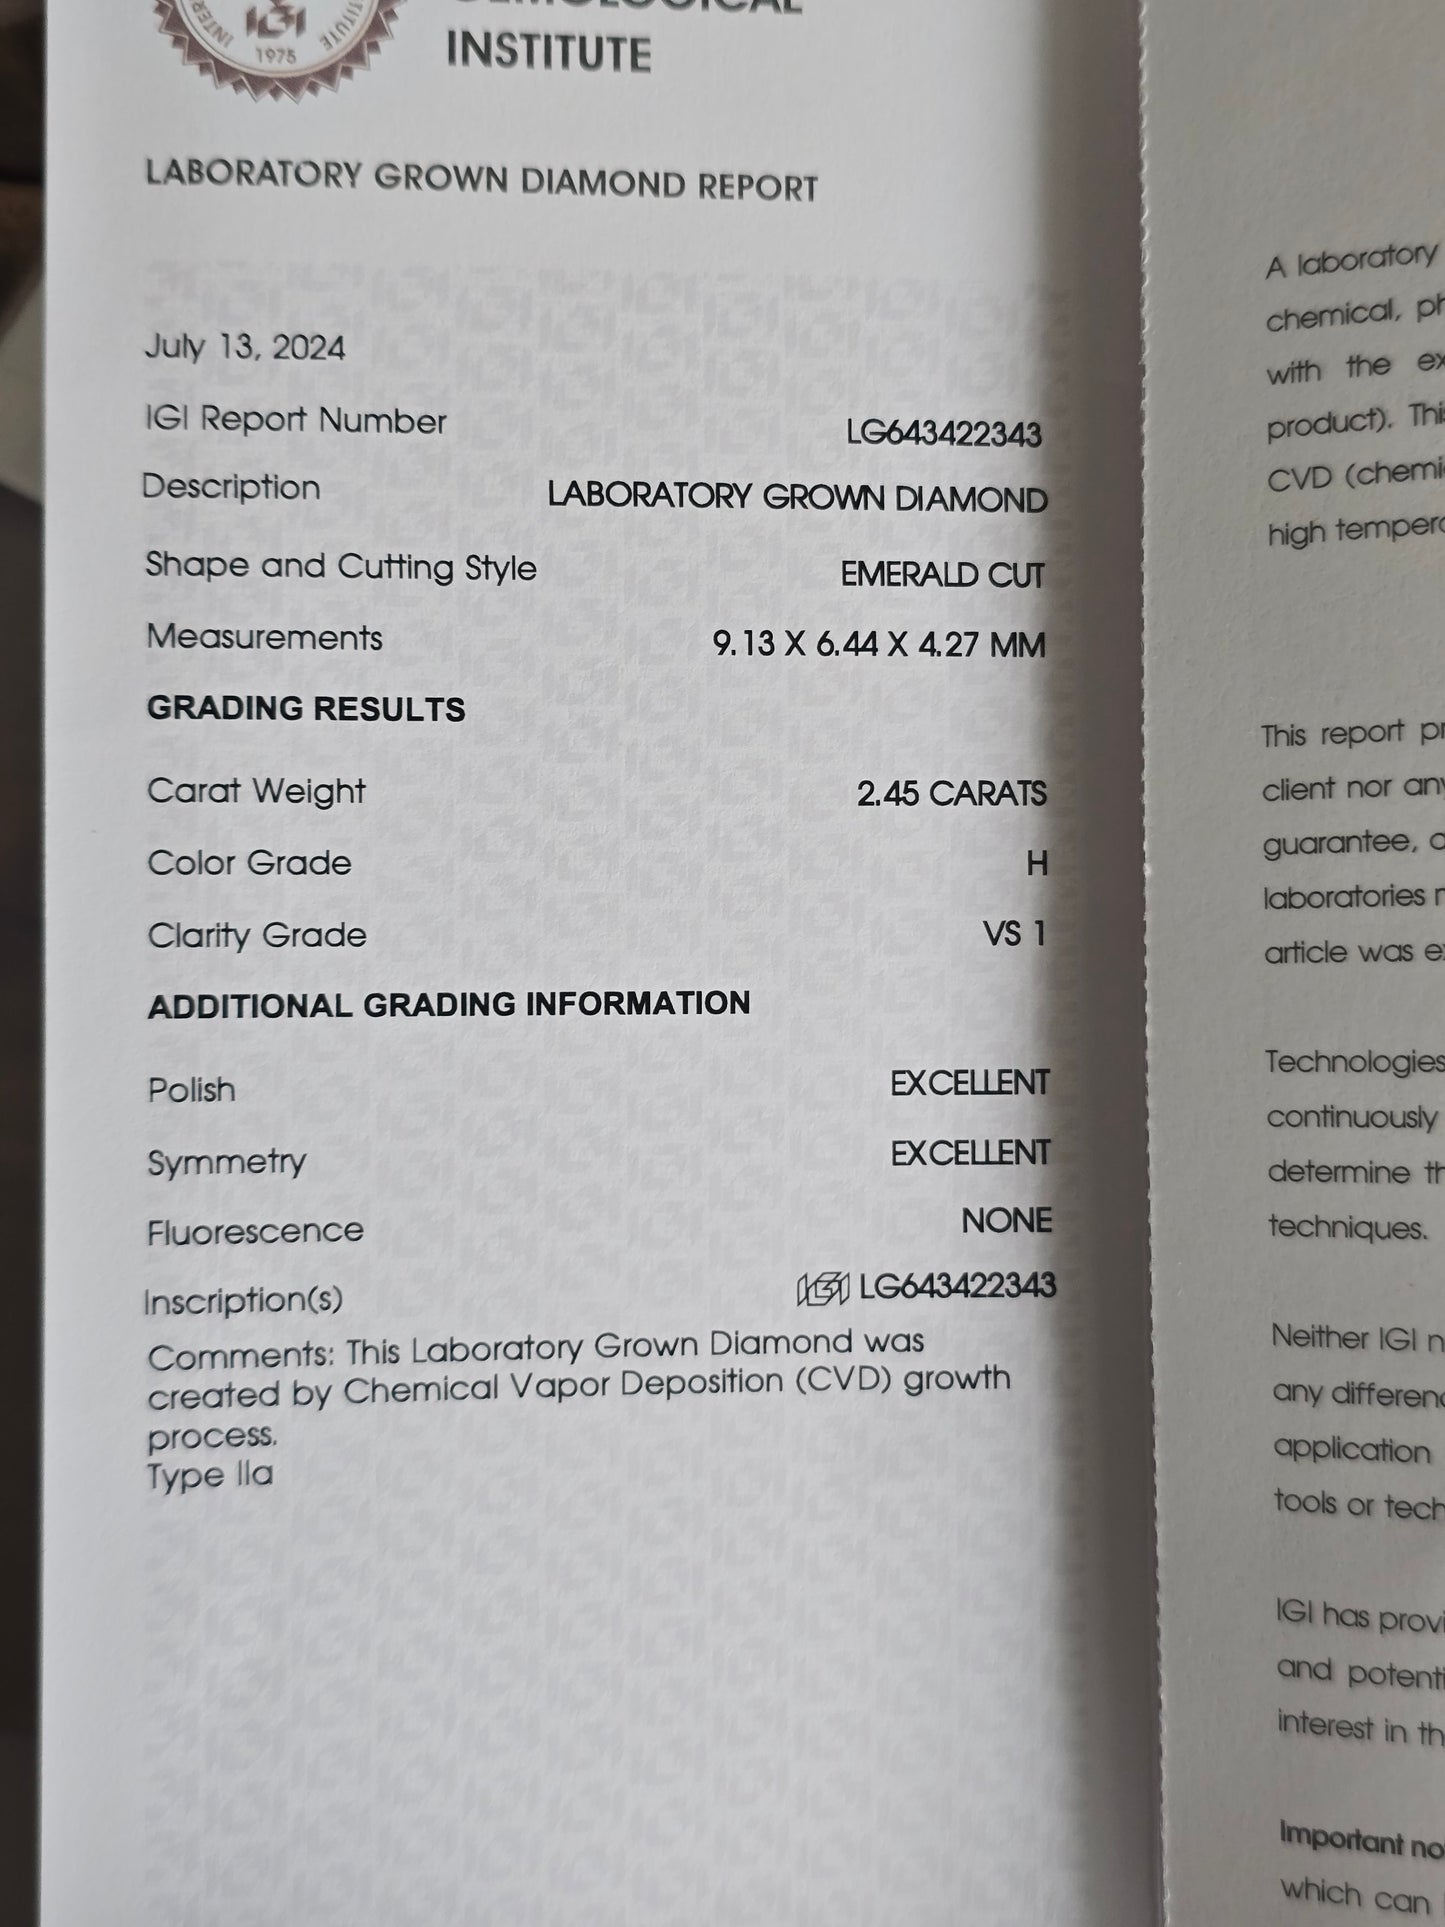 INSTITUTE
1975
LABORATORY GROWN DIAMOND REPORT
July 13, 2024
IGI Report Number LG643422343
Description LABORATORY GROWN DIAMOND
Shape and Cutting Style EMERALD CUT
Measurements 9.13 X 6.44 X 4.27 MM
GRADING RESULTS
Carat Weight 2.45 CARATS
Color Grade H
Clarity Grade VS 1
ADDITIONAL GRADING INFORMATION
Polish EXCELLENT
Symmetry EXCELLENT
Fluorescence NONE
Inscription(s) IGI LG643422343
Comments: This Laboratory Grown Diamond was
created by Chemical Vapor Deposition (CVD) growth
process.
Type IIa
A laboratory
chemical,
with the
product).
CVD
high
This report
client nor
guarantee,
laboratories
article was
Technologies
continuously
determine
techniques.
Neither IGI
any
application
tools or
IGI has
and
interest in
Important
which can